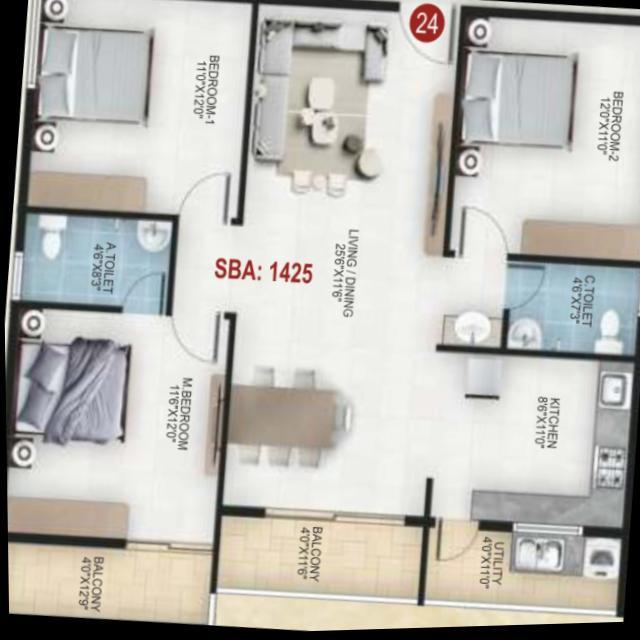 24
BEDROOM-1
11'0"X12'0"
BEDROOM-2
12'0"X11'0"
LIVING / DINING
25'6"X11'6"
A.TOILET
4'6"X8'3"
C.TOILET
4'6"X7'3"
SBA: 1425
M.BEDROOM
11'6"X12'0"
KITCHEN
8'6"X11'0"
BALCONY
4'0"X12'9"
BALCONY
4'0"X11'6"
UTILITY
4'0"X11'0"